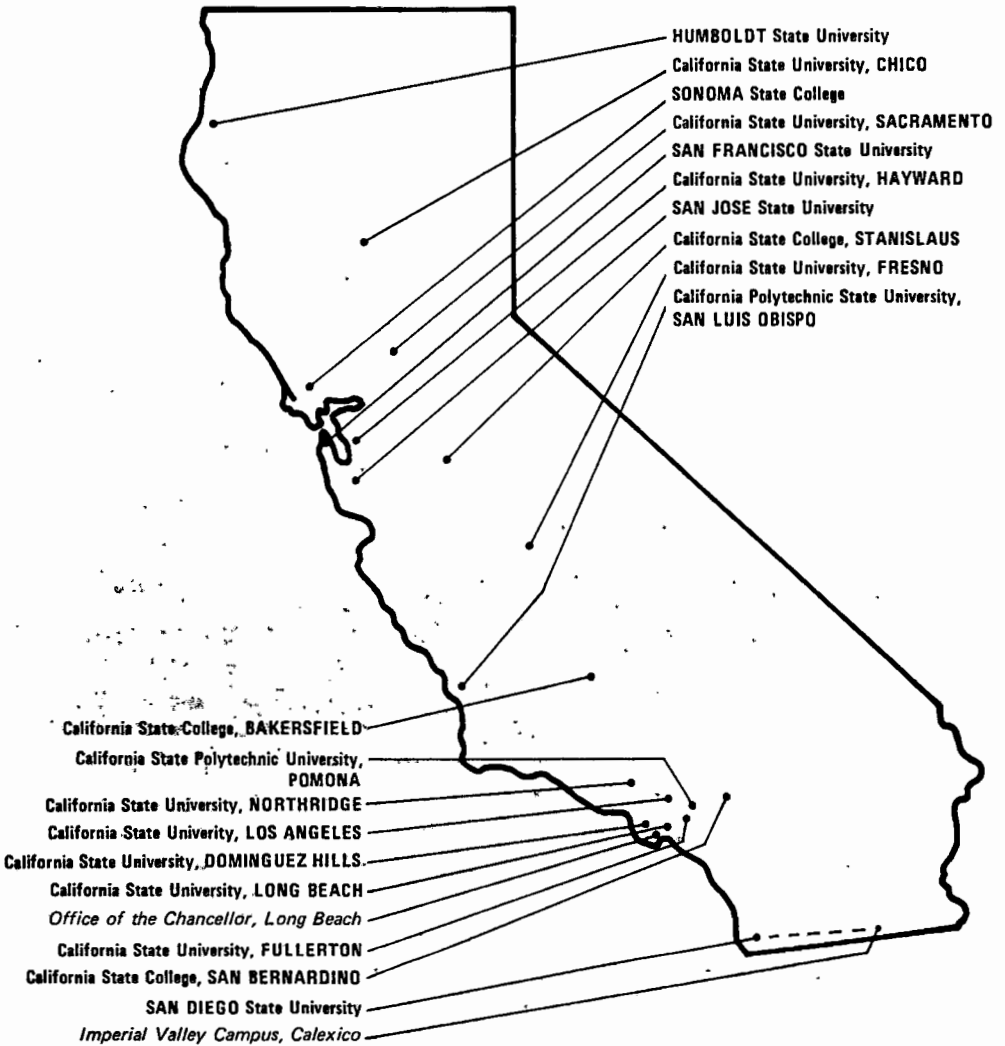 HUMBOLDT State University
California State University, CHICO
SONOMA State College
California State University, SACRAMENTO
SAN FRANCISCO State University
California State University, HAYWARD
SAN JOSE State University
California State College, STANISLAUS
California State University, FRESNO
California Polytechnic State University,
SAN LUIS OBISPO
California State College, BAKERSFIELD
California State Polytechnic University,
POMONA
California State University, NORTHRIDGE
California State Univerity, LOS ANGELES
California State University, DOMINGUEZ HILLS
California State University, LONG BEACH
Office of the Chancellor, Long Beach
California State University, FULLERTON
California State College, SAN BERNARDINO
SAN DIEGO State University
Imperial Valley Campus, Calexico